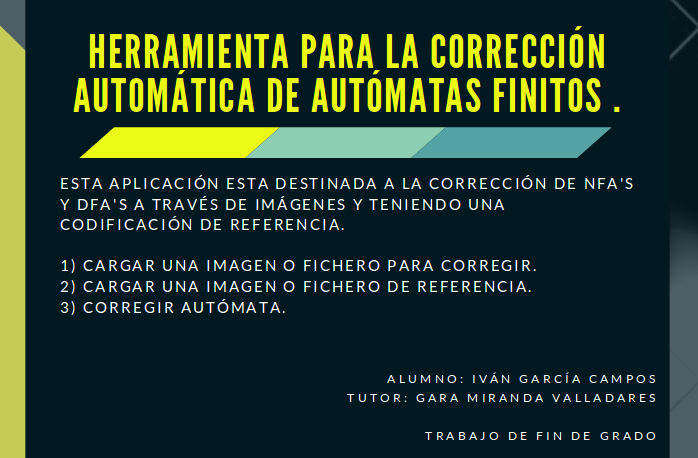 HERRAMIENTA PARA LA CORRECCIÓN
AUTOMÁTICA DE AUTÓMATAS FINITOS .
ESTA APLICACIÓN ESTA DESTINADA A LA CORRECCIÓN DE NFA'S
Y DFA'S A TRAVÉS DE IMÁGENES Y TENIENDO UNA
CODIFICACIÓN DE REFERENCIA.
1) CARGAR UNA IMAGEN O FICHERO PARA CORREGIR.
2) CARGAR UNA IMAGEN O FICHERO DE REFERENCIA.
3) CORREGIR AUTÓMATA.
ALUMNO: IVÁN GARCÍA CAMPOS
TUTOR: GARA MIRANDA VALLADARES
TRABAJO DE FIN DE GRADO